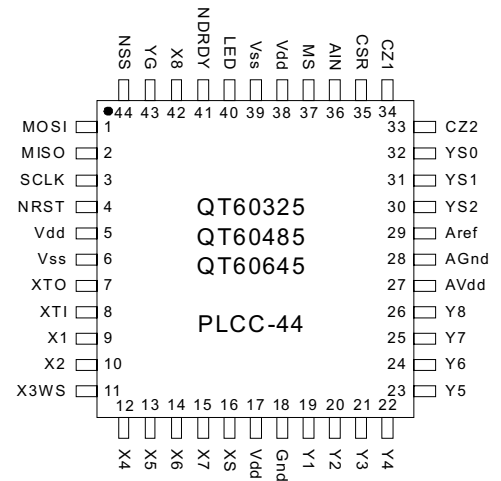 NSS YG X8 NDRDY LED Vss Vdd MS AIN CSR CZ1
44 43 42 41 40 39 38 37 36 35 34
MOSI 1
MISO 2
SCLK 3
NRST 4
Vdd 5
Vss 6
XTO 7
XTI 8
X1 9
X2 10
X3WS 11
QT60325
QT60485
QT60645
PLCC-44
33 CZ2
32 YS0
31 YS1
30 YS2
29 Aref
28 AGnd
27 AVdd
26 Y8
25 Y7
24 Y6
23 Y5
12 13 14 15 16 17 18 19 20 21 22
X4 X5 X6 X7 XS Vdd Gnd Y1 Y2 Y3 Y4